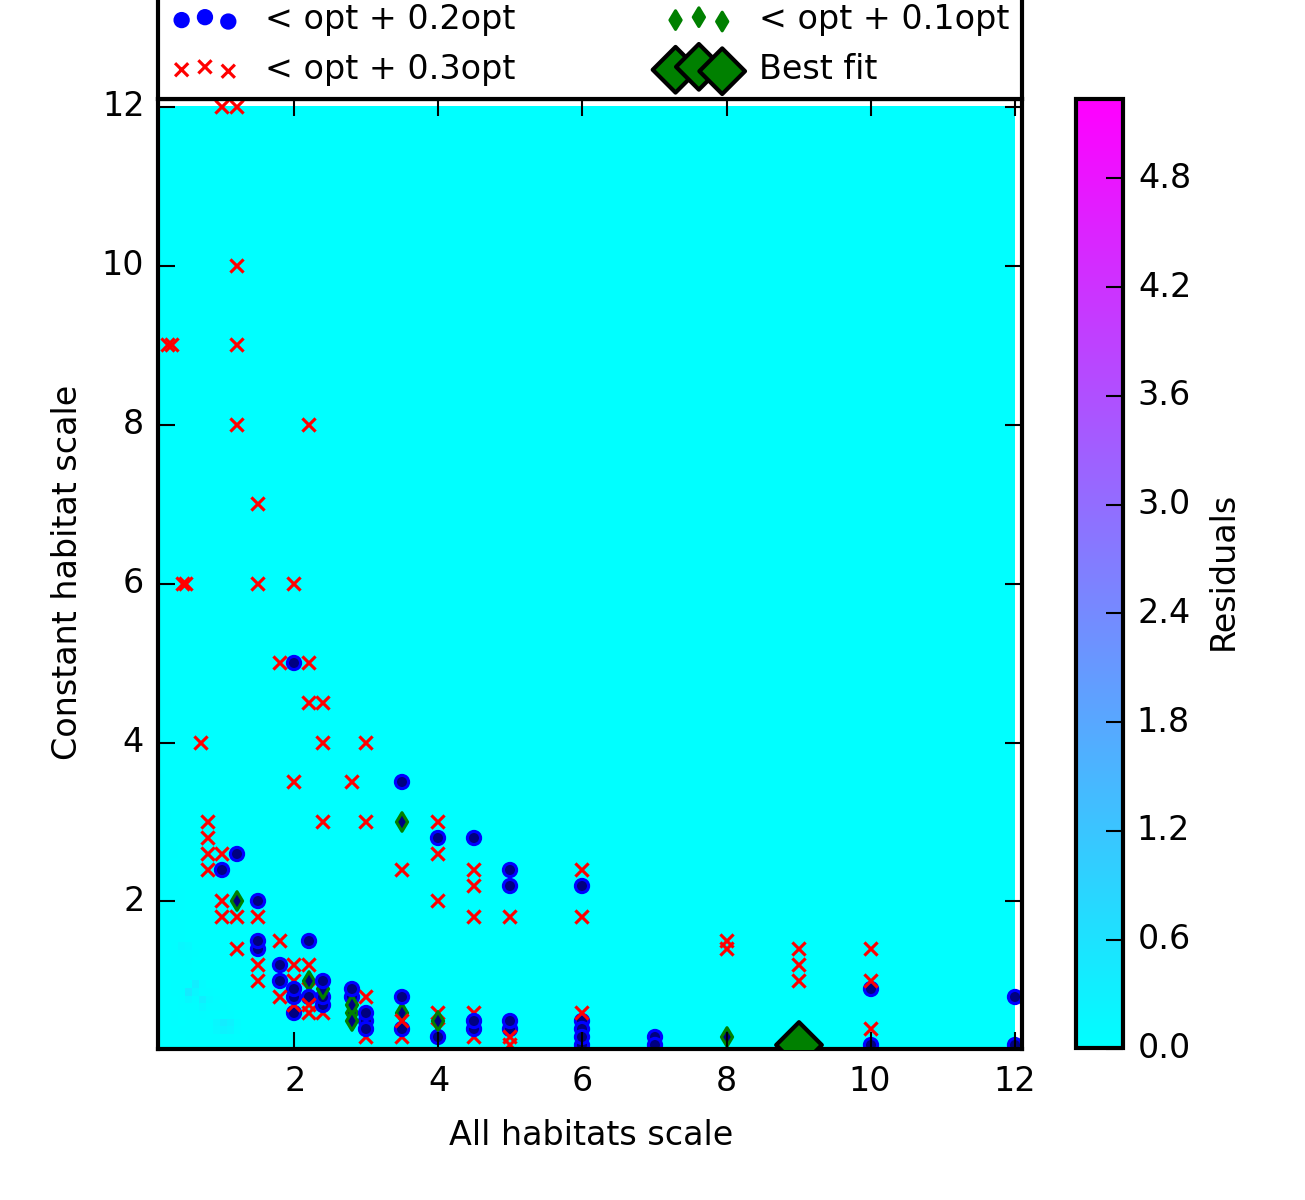 < opt + 0.2opt < opt + 0.1opt
< opt + 0.3opt Best fit
12
10
8
6
4
2
Constant habitat scale
2 4 6 8 10 12
All habitats scale
4.8
4.2
3.6
3.0
2.4
1.8
1.2
0.6
0.0
Residuals